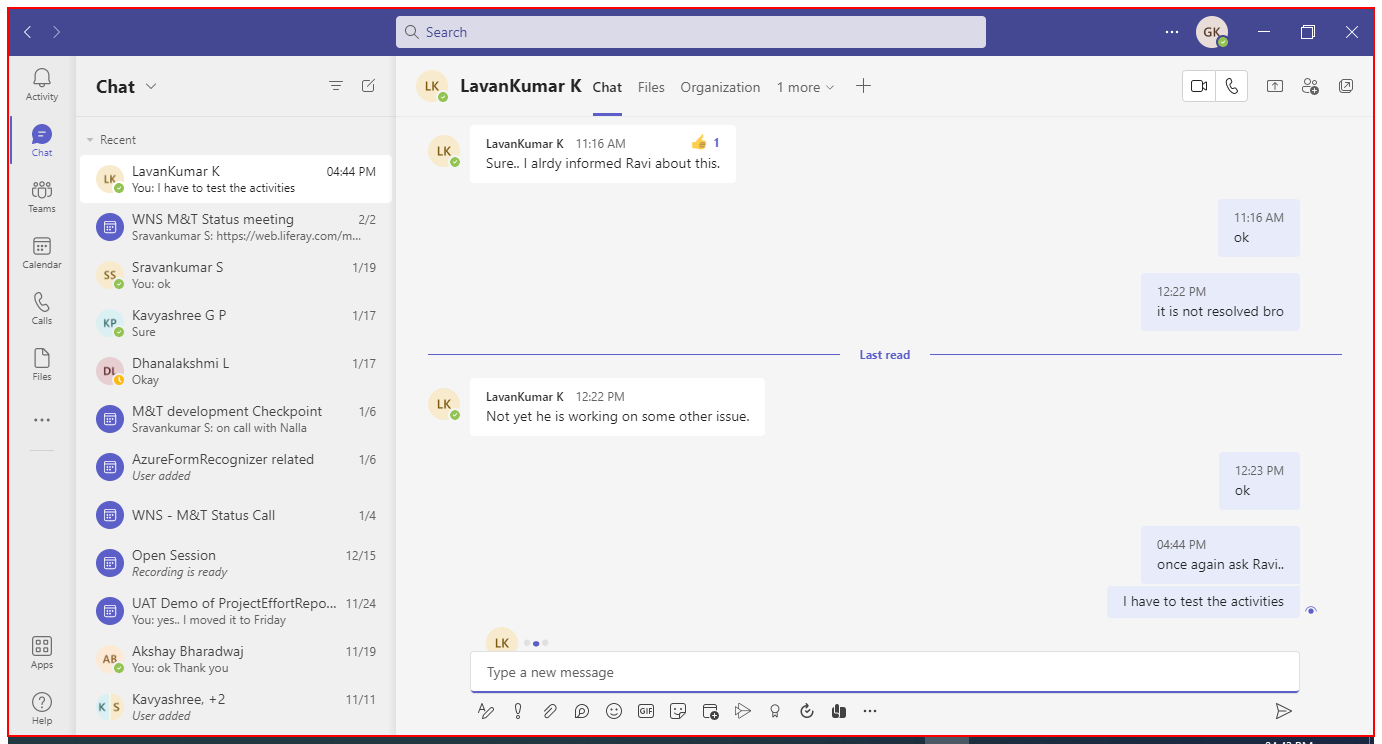 Search
GK
Activity
Chat
Teams
Calendar
Calls
Files
Apps
Help
Chat
Recent
LK
LavanKumar K 04:44 PM
You: I have to test the activities
WNS M&T Status meeting 2/2
Sravankumar S: https://web.liferay.com/m...
SS
Sravankumar S 1/19
You: ok
KP
Kavyashree G P 1/17
Sure
DL
Dhanalakshmi L 1/17
Okay
M&T development Checkpoint 1/6
Sravankumar S: on call with Nalla
AzureFormRecognizer related 1/6
User added
WNS - M&T Status Call 1/4
Open Session 12/15
Recording is ready
UAT Demo of ProjectEffortRepo... 11/24
You: yes.. I moved it to Friday
AB
Akshay Bharadwaj 11/19
You: ok Thank you
K S
Kavyashree, +2 11/11
User added
LK
LavanKumar K Chat Files Organization 1 more
LK
LavanKumar K 11:16 AM 1
Sure.. I alrdy informed Ravi about this.
11:16 AM
ok
12:22 PM
it is not resolved bro
Last read
LK
LavanKumar K 12:22 PM
Not yet he is working on some other issue.
12:23 PM
ok
04:44 PM
once again ask Ravi..
I have to test the activities
LK
Type a new message
GIF